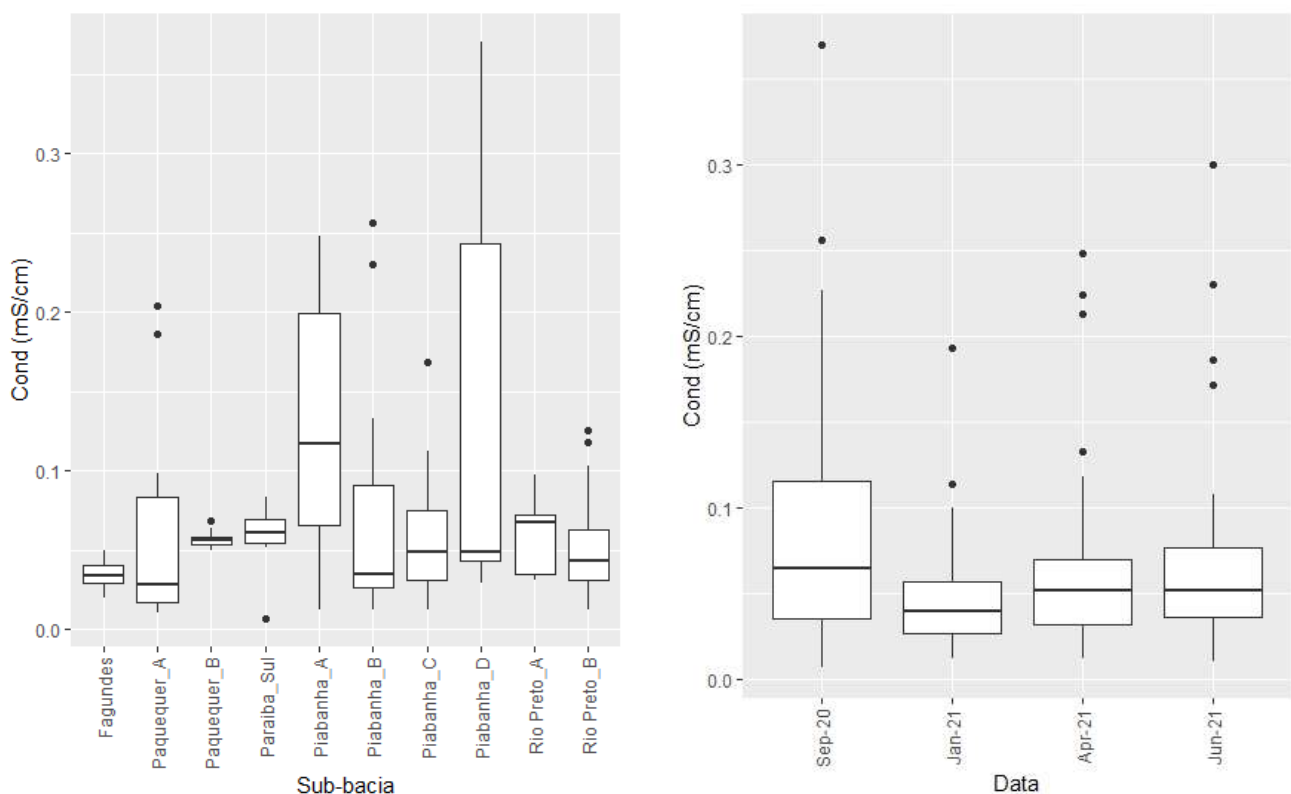 Cond (mS/cm)
0.3
0.2
0.1
0.0
Fagundes
Paquequer_A
Paquequer_B
Paraiba_Sul
Piabanha_A
Piabanha_B
Piabanha_C
Piabanha_D
Rio Preto_A
Rio Preto_B
Sub-bacia
Cond (mS/cm)
0.3
0.2
0.1
0.0
Sep-20
Jan-21
Apr-21
Jun-21
Data